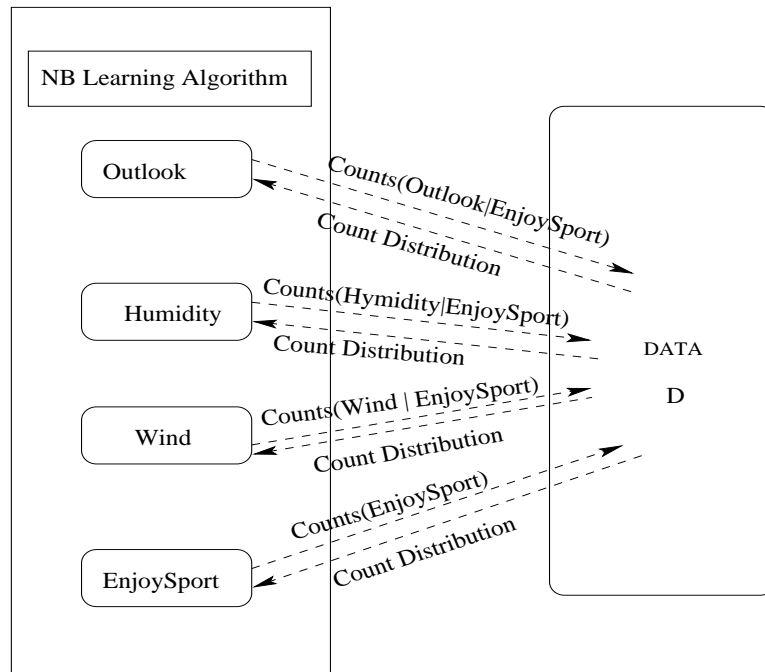 NB Learning Algorithm
Outlook
Counts(Outlook|EnjoySport)
Count Distribution
Humidity
Counts(Hymidity|EnjoySport)
Count Distribution
DATA
D
Wind
Counts(Wind | EnjoySport)
Count Distribution
EnjoySport
Counts(EnjoySport)
Count Distribution